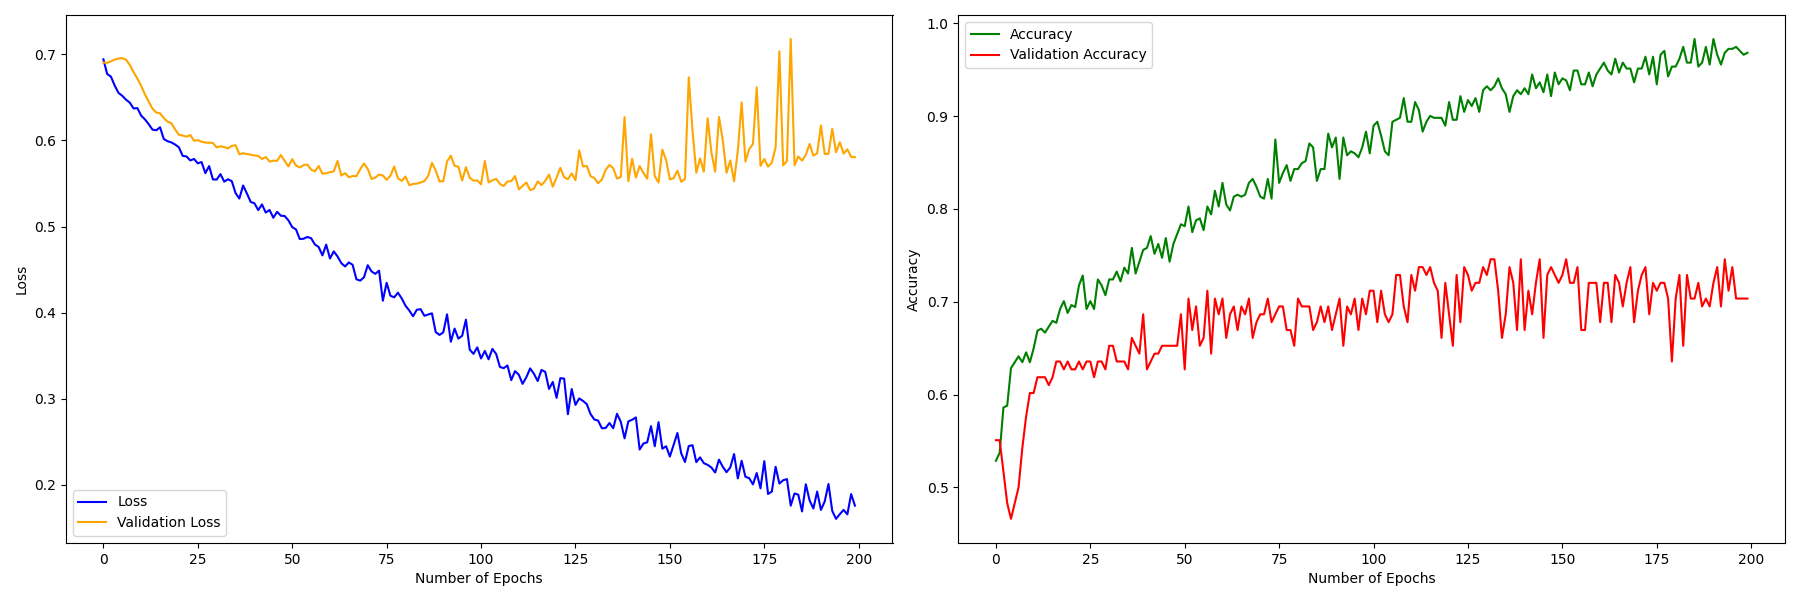 0.7
0.6
0.5
0.4
0.3
0.2
Loss
Loss
Validation Loss
0 25 50 75 100 125 150 175 200
Number of Epochs
Accuracy
Validation Accuracy
1.0
0.9
0.8
0.7
0.6
0.5
Accuracy
0 25 50 75 100 125 150 175 200
Number of Epochs